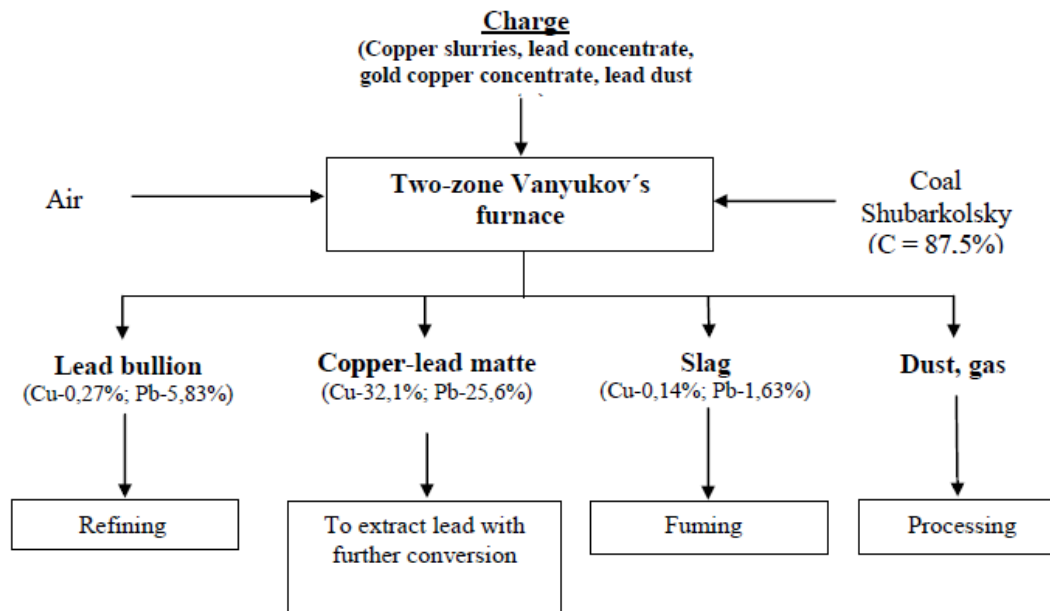 Charge
(Copper slurries, lead concentrate,
gold copper concentrate, lead dust
Two-zone Vanyukov´s
furnace
Air
Coal
Shubarkolsky
(C = 87.5%)
Lead bullion
(Cu-0,27%; Pb-5,83%)
Copper-lead matte
(Cu-32,1%; Pb-25,6%)
Slag
(Cu-0,14%; Pb-1,63%)
Dust, gas
Refining
To extract lead with
further conversion
Fuming
Processing